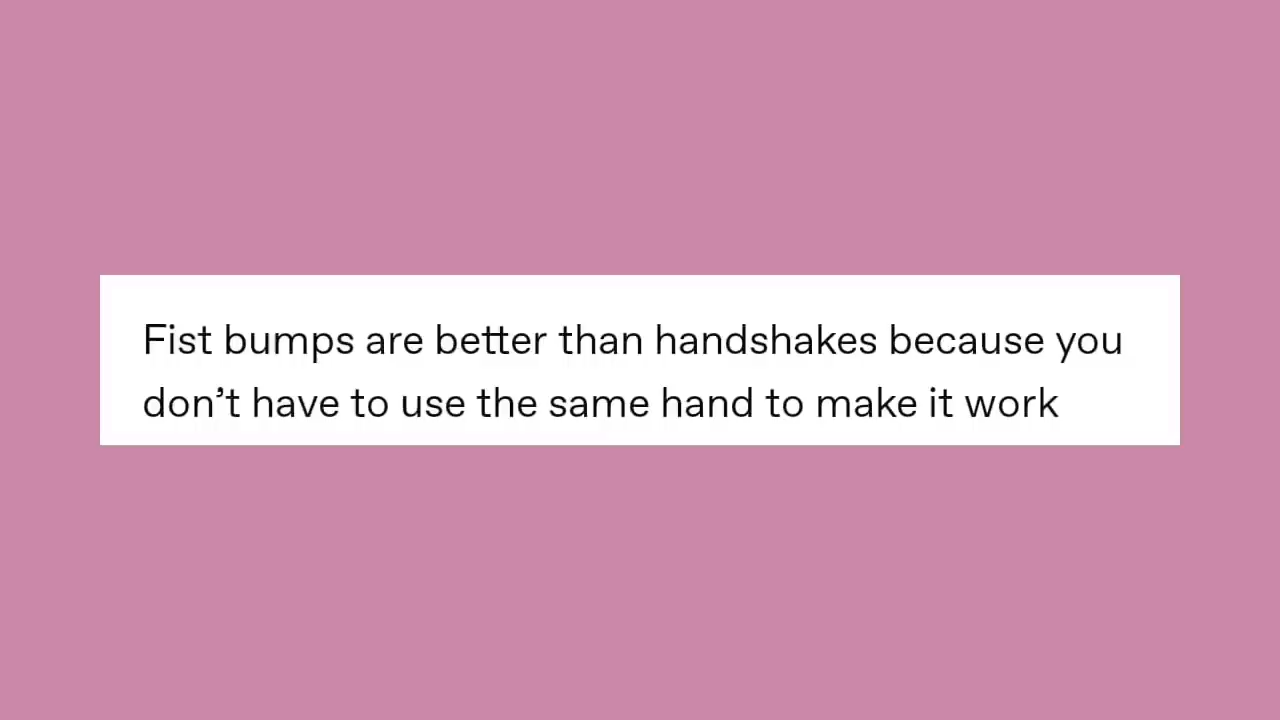 Fist bumps are better than handshakes because you
don’t have to use the same hand to make it work